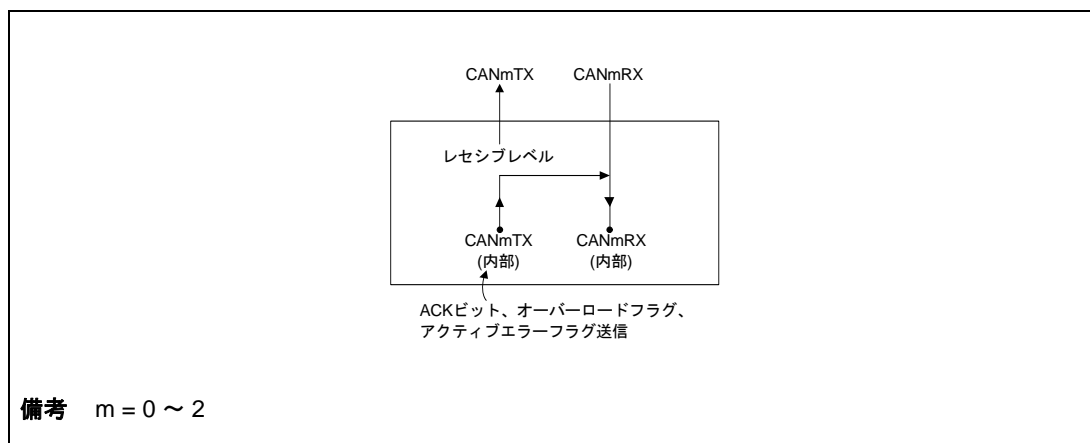 CANmTX CANmRX
レセシブレベル
CANmTX CANmRX
(内部) (内部)
ACKビット、オーバーロードフラグ、
アクティブエラーフラグ送信
備考 m = 0 ～ 2